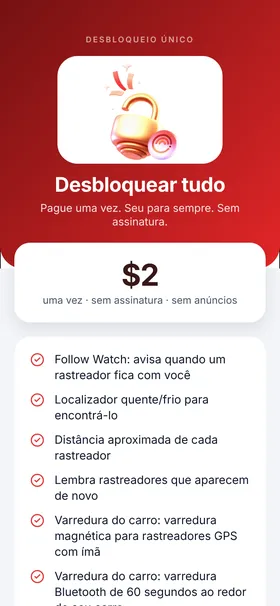 DESBLOQUEIO ÚNICO
Desbloquear tudo
Pague uma vez. Seu para sempre. Sem
assinatura.
$2
uma vez · sem assinatura · sem anúncios
Follow Watch: avisa quando um
rastreador fica com você
Localizador quente/frio para
encontrá-lo
Distância aproximada de cada
rastreador
Lembra rastreadores que aparecem
de novo
Varredura do carro: varredura
magnética para rastreadores GPS
com ímã
Varredura do carro: varredura
Bluetooth de 60 segundos ao redor
do seu carro